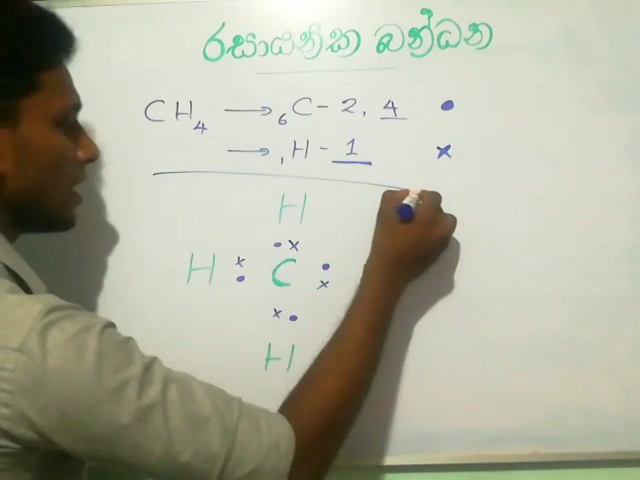 රසායනික බන්ධන
CH₄ → ₆C - 2, 4 •
→ ₁H - 1 ×
H
• ×
H × • C • ×
× •
H